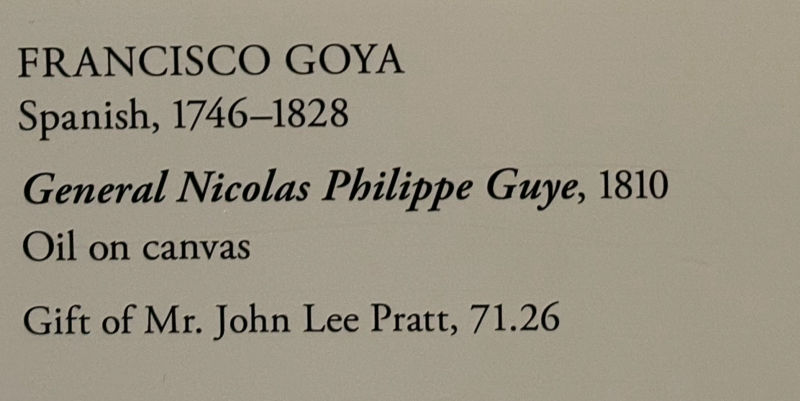 FRANCISCO GOYA
Spanish, 1746–1828
General Nicolas Philippe Guye, 1810
Oil on canvas
Gift of Mr. John Lee Pratt, 71.26